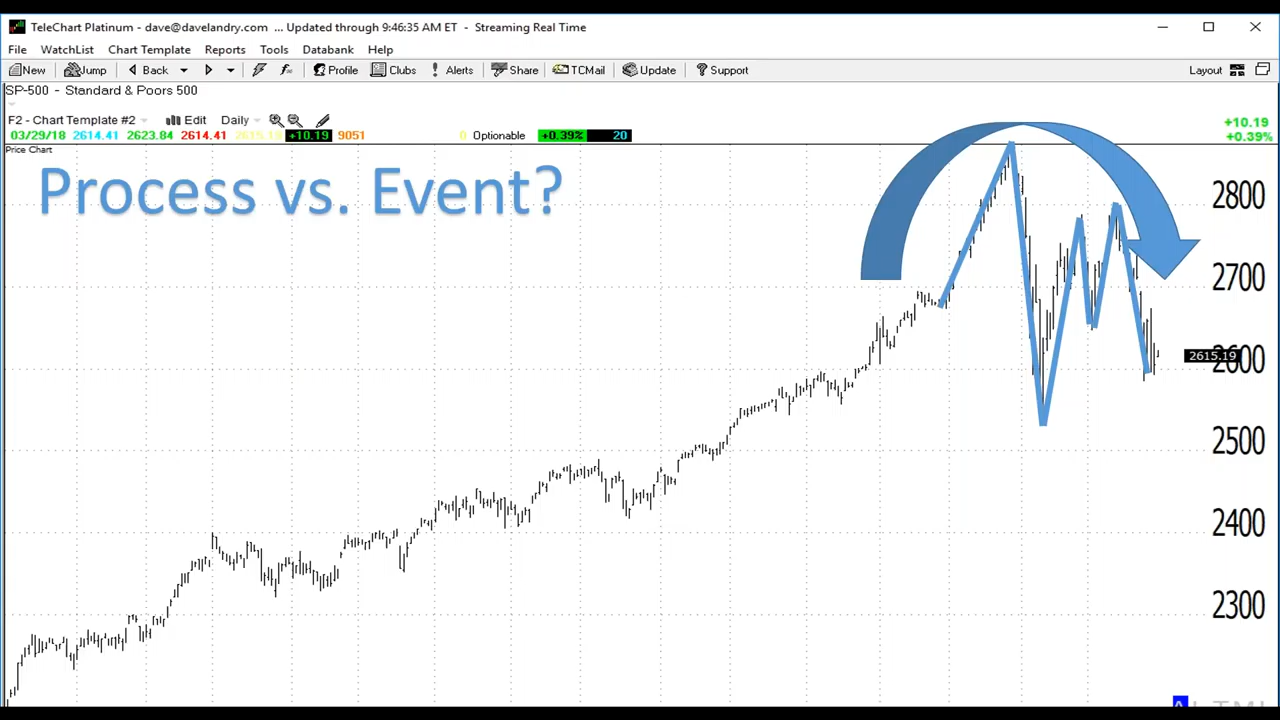 TeleChart Platinum - dave@davelandry.com ... Updated through 9:46:35 AM ET - Streaming Real Time
File WatchList Chart Template Reports Tools Databank Help
New Jump Back Profile Clubs Alerts Share TCMail Update Support Layout
SP-500 - Standard & Poors 500
F2 - Chart Template #2 Edit Daily +10.19
03/29/18 2614.41 2623.84 2614.41 2615.19 +10.19 9051 0 Optionable +0.39% 20 +0.39%
Price Chart
Process vs. Event?
2800
2700
2615.19
2600
2500
2400
2300